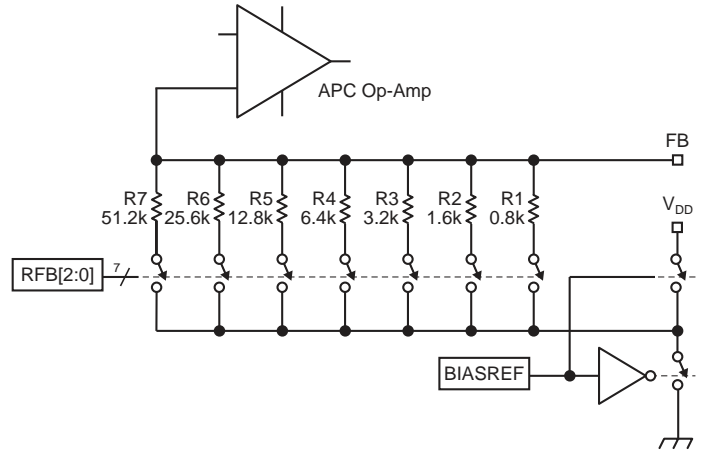 APC Op-Amp
FB
R7
51.2k
R6
25.6k
R5
12.8k
R4
6.4k
R3
3.2k
R2
1.6k
R1
0.8k
VDD
RFB[2:0]
7
BIASREF